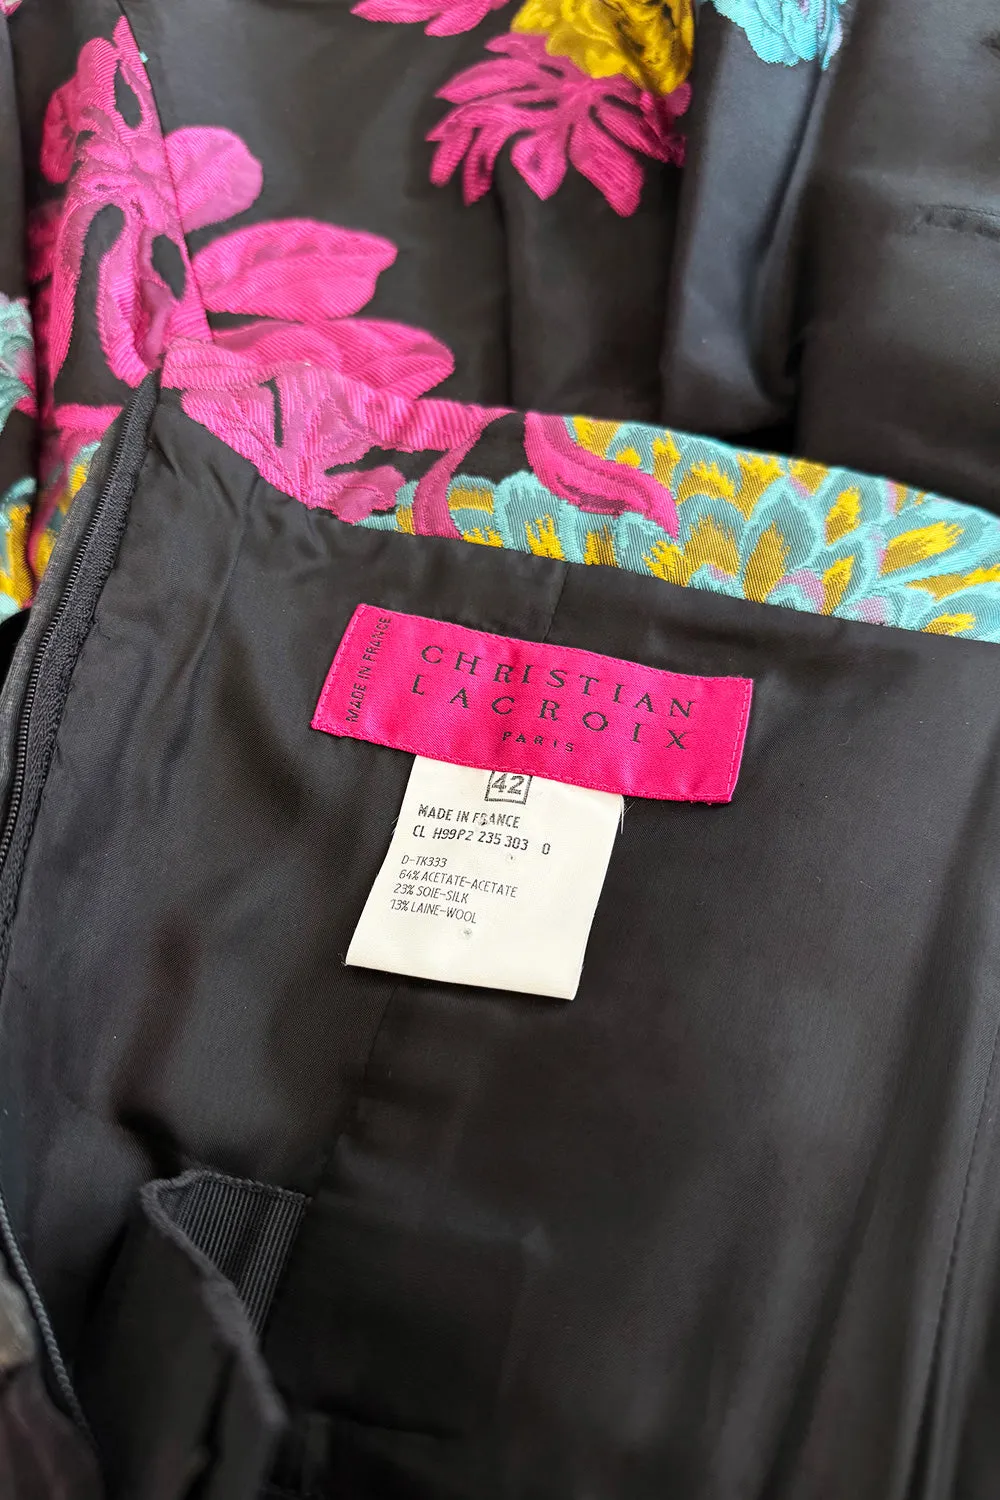 MADE IN FRANCE
CHRISTIAN
LACROIX
PARIS
42
MADE IN FRANCE
CL H99P2 235 303 0
D-TK333
64% ACETATE-ACETATE
23% SOIE-SILK
13% LAINE-WOOL